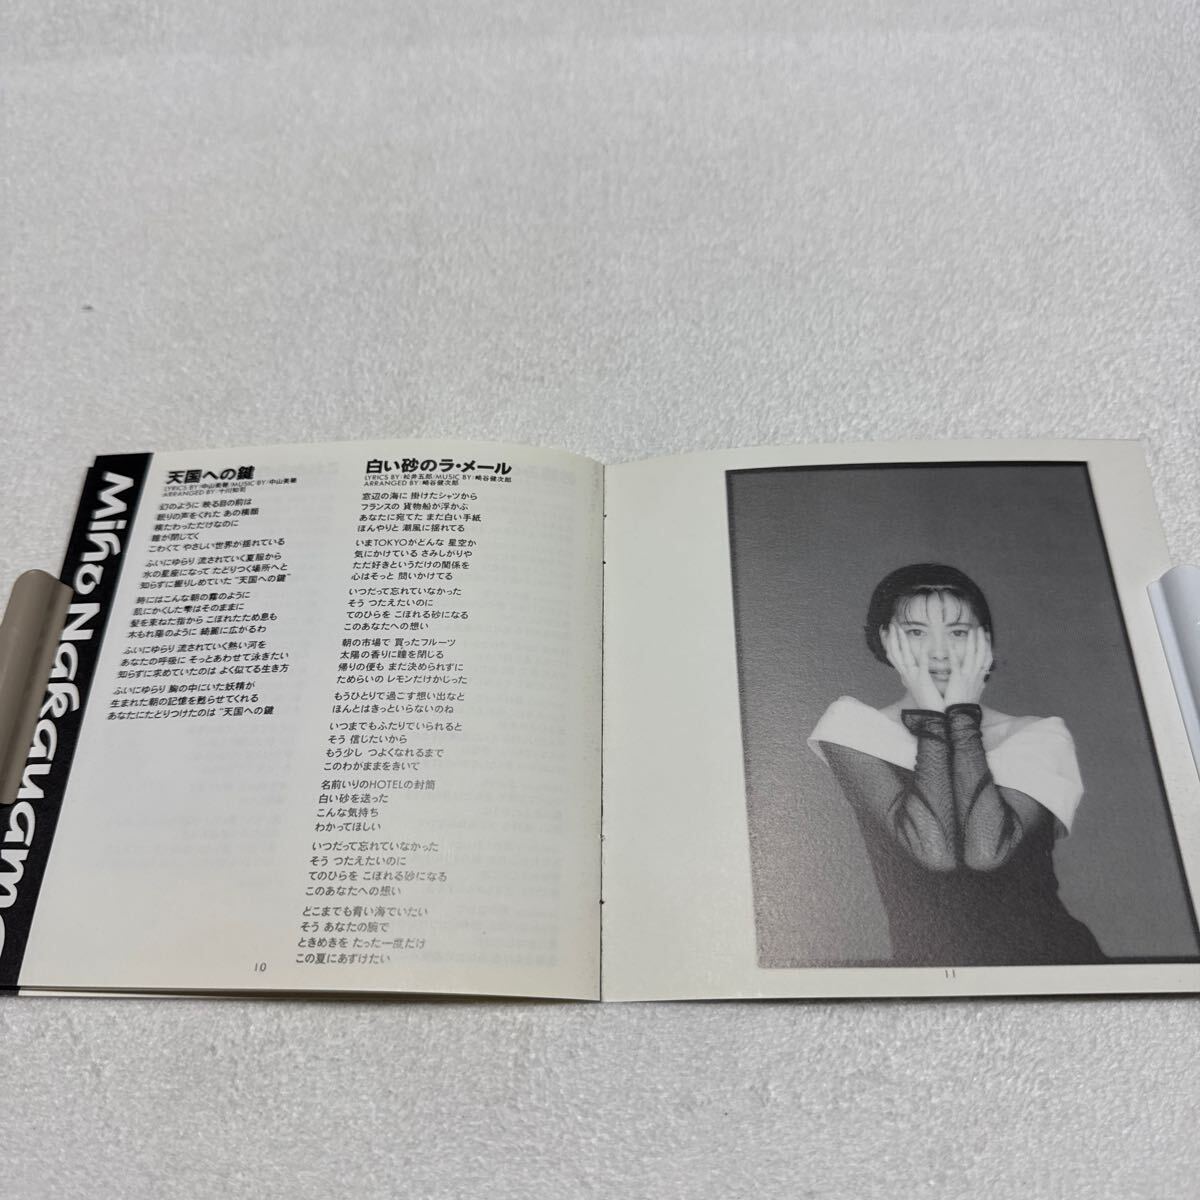 Miho Nakayama
天国への鍵
LYRICS BY/中山美穂/MUSIC BY/中山美穂
ARRANGED BY/十川知司
幻のように 映る目の前は
眠りの声をくれた あの横顔
横たわっただけなのに
瞳が閉じてく
こわくて やさしい世界が揺れている
ふいにゆらり 流されていく夏服から
水の星座になって たどりつく場所へと
知らずに握りしめていた “天国への鍵”
時にはこんな朝の霧のように
肌にかくした雫はそのままに
髪を束ねた指から こぼれたため息も
木もれ陽のように 綺麗に広がるわ
ふいにゆらり 流されていく熱い河を
あなたの呼吸に そっとあわせて泳ぎたい
知らずに求めていたのは よく似てる生き方
ふいにゆらり 胸の中にいた妖精が
生まれた朝の記憶を甦らせてくれる
あなたにたどりつけたのは “天国への鍵
白い砂のラ・メール
LYRICS BY/松井五郎/MUSIC BY/崎谷健次郎
ARRANGED BY/崎谷健次郎
窓辺の海に 掛けたシャツから
フランスの 貨物船が浮かぶ
あなたに宛てた まだ白い手紙
ぼんやりと 潮風に揺れてる
いまTOKYOがどんな 星空か
気にかけている さみしがりや
ただ好きというだけの関係を
心はそっと 問いかけてる
いつだって忘れていなかった
そう つたえたいのに
てのひらを こぼれる砂になる
このあなたへの想い
朝の市場で 買ったフルーツ
太陽の香りに瞳を閉じる
帰りの便も まだ決められずに
ためらいの レモンだけかじった
もうひとりで過ごす想い出など
ほんとはきっといらないのね
いつまでもふたりでいられると
そう 信じたいから
もう少し つよくなれるまで
このわがままをきいて
名前いりのHOTELの封筒
白い砂を送った
こんな気持ち
わかってほしい
いつだって忘れていなかった
そう つたえたいのに
てのひらを こぼれる砂になる
このあなたへの想い
どこまでも青い海でいたい
そう あなたの腕で
ときめきを たった一度だけ
この夏にあずけたい
10
11